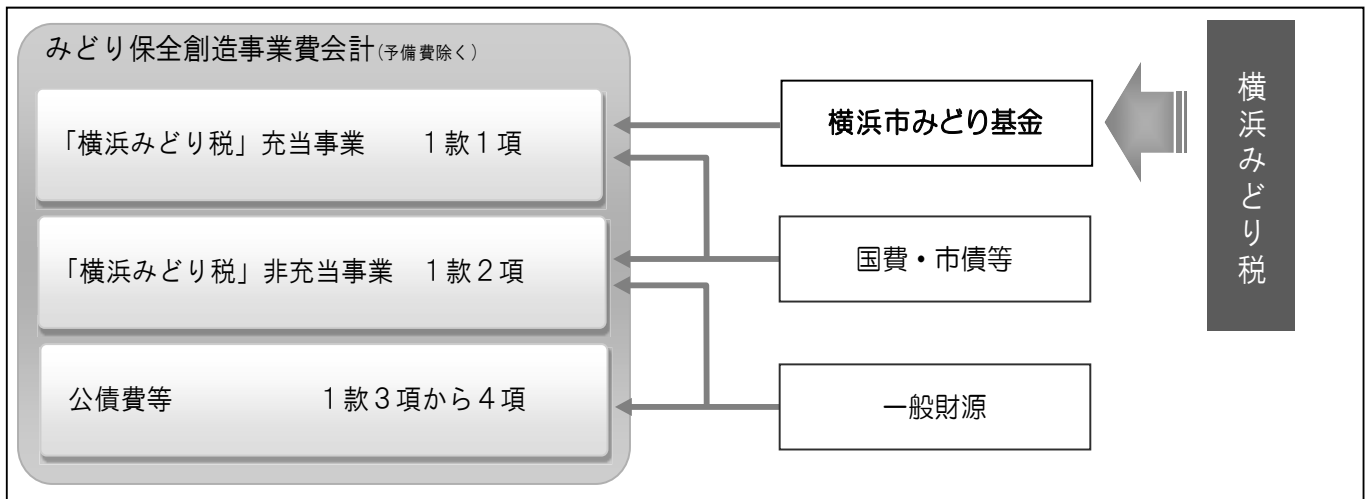 みどり保全創造事業費会計(予備費除く)
「横浜みどり税」充当事業　１款１項
「横浜みどり税」非充当事業　１款２項
公債費等　１款３項から４項
横浜市みどり基金
国費・市債等
一般財源
横浜みどり税